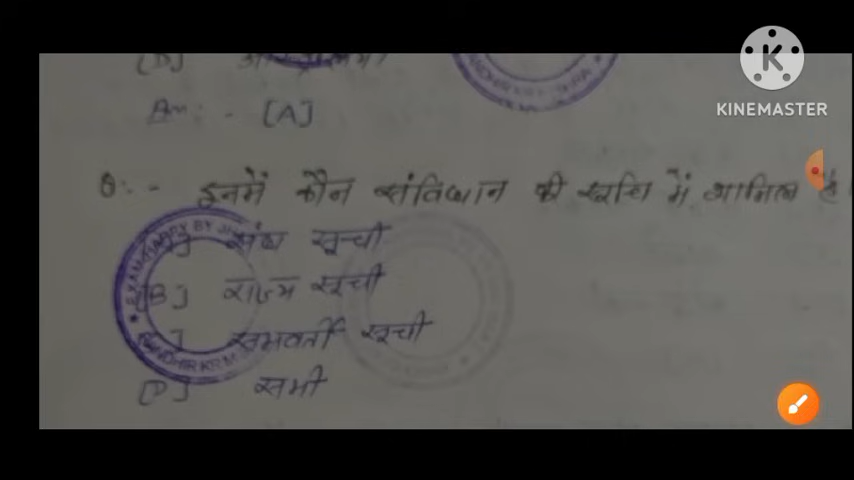 [D]
Ans: - [A]
KINEMASTER
Q: - इनमें कौन संविधान की सूचि में शामिल है
[A] संघ सूची
[B] राज्य सूची
[C] समवर्ती सूची
[D] सभी